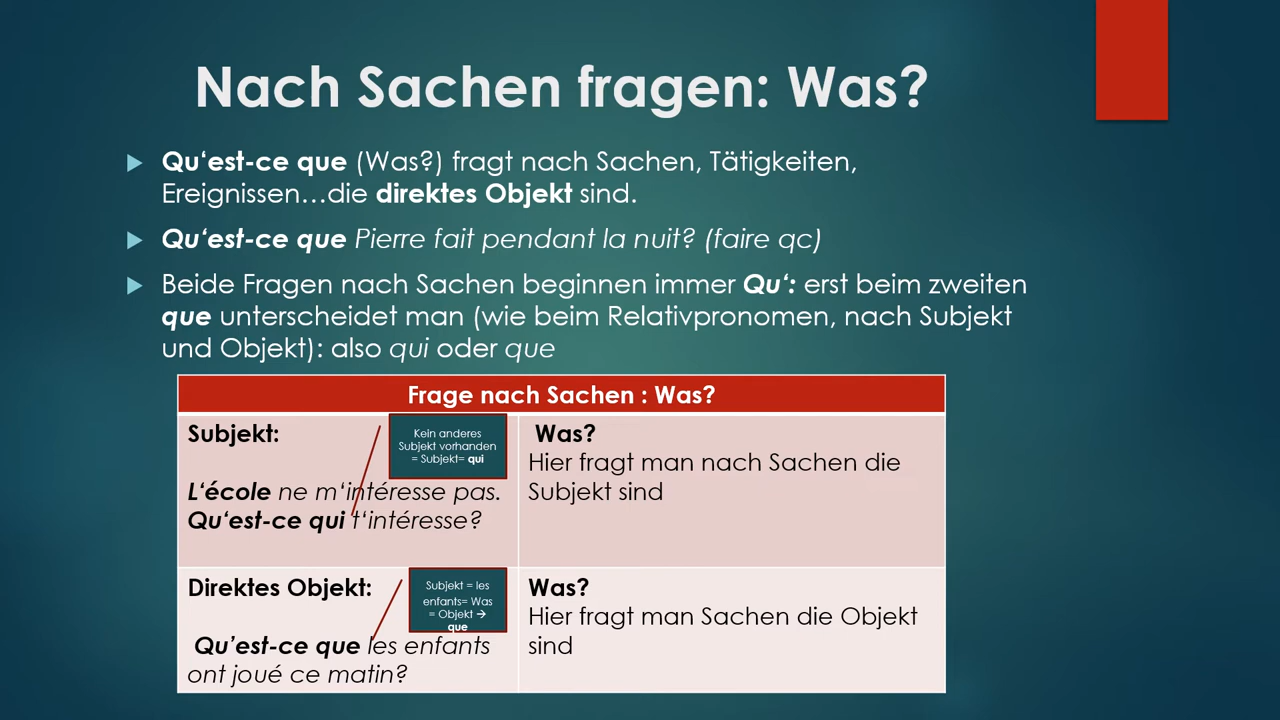 Nach Sachen fragen: Was?
Qu‘est-ce que (Was?) fragt nach Sachen, Tätigkeiten,
Ereignissen…die direktes Objekt sind.
Qu‘est-ce que Pierre fait pendant la nuit? (faire qc)
Beide Fragen nach Sachen beginnen immer Qu‘: erst beim zweiten
que unterscheidet man (wie beim Relativpronomen, nach Subjekt
und Objekt): also qui oder que
Frage nach Sachen : Was?
Subjekt:
Kein anderes
Subjekt vorhanden
= Subjekt= qui
L‘école ne m‘intéresse pas.
Qu‘est-ce qui t‘intéresse?
Was?
Hier fragt man nach Sachen die
Subjekt sind
Direktes Objekt:
Subjekt = les
enfants= Was
= Objekt →
que
Qu’est-ce que les enfants
ont joué ce matin?
Was?
Hier fragt man Sachen die Objekt
sind